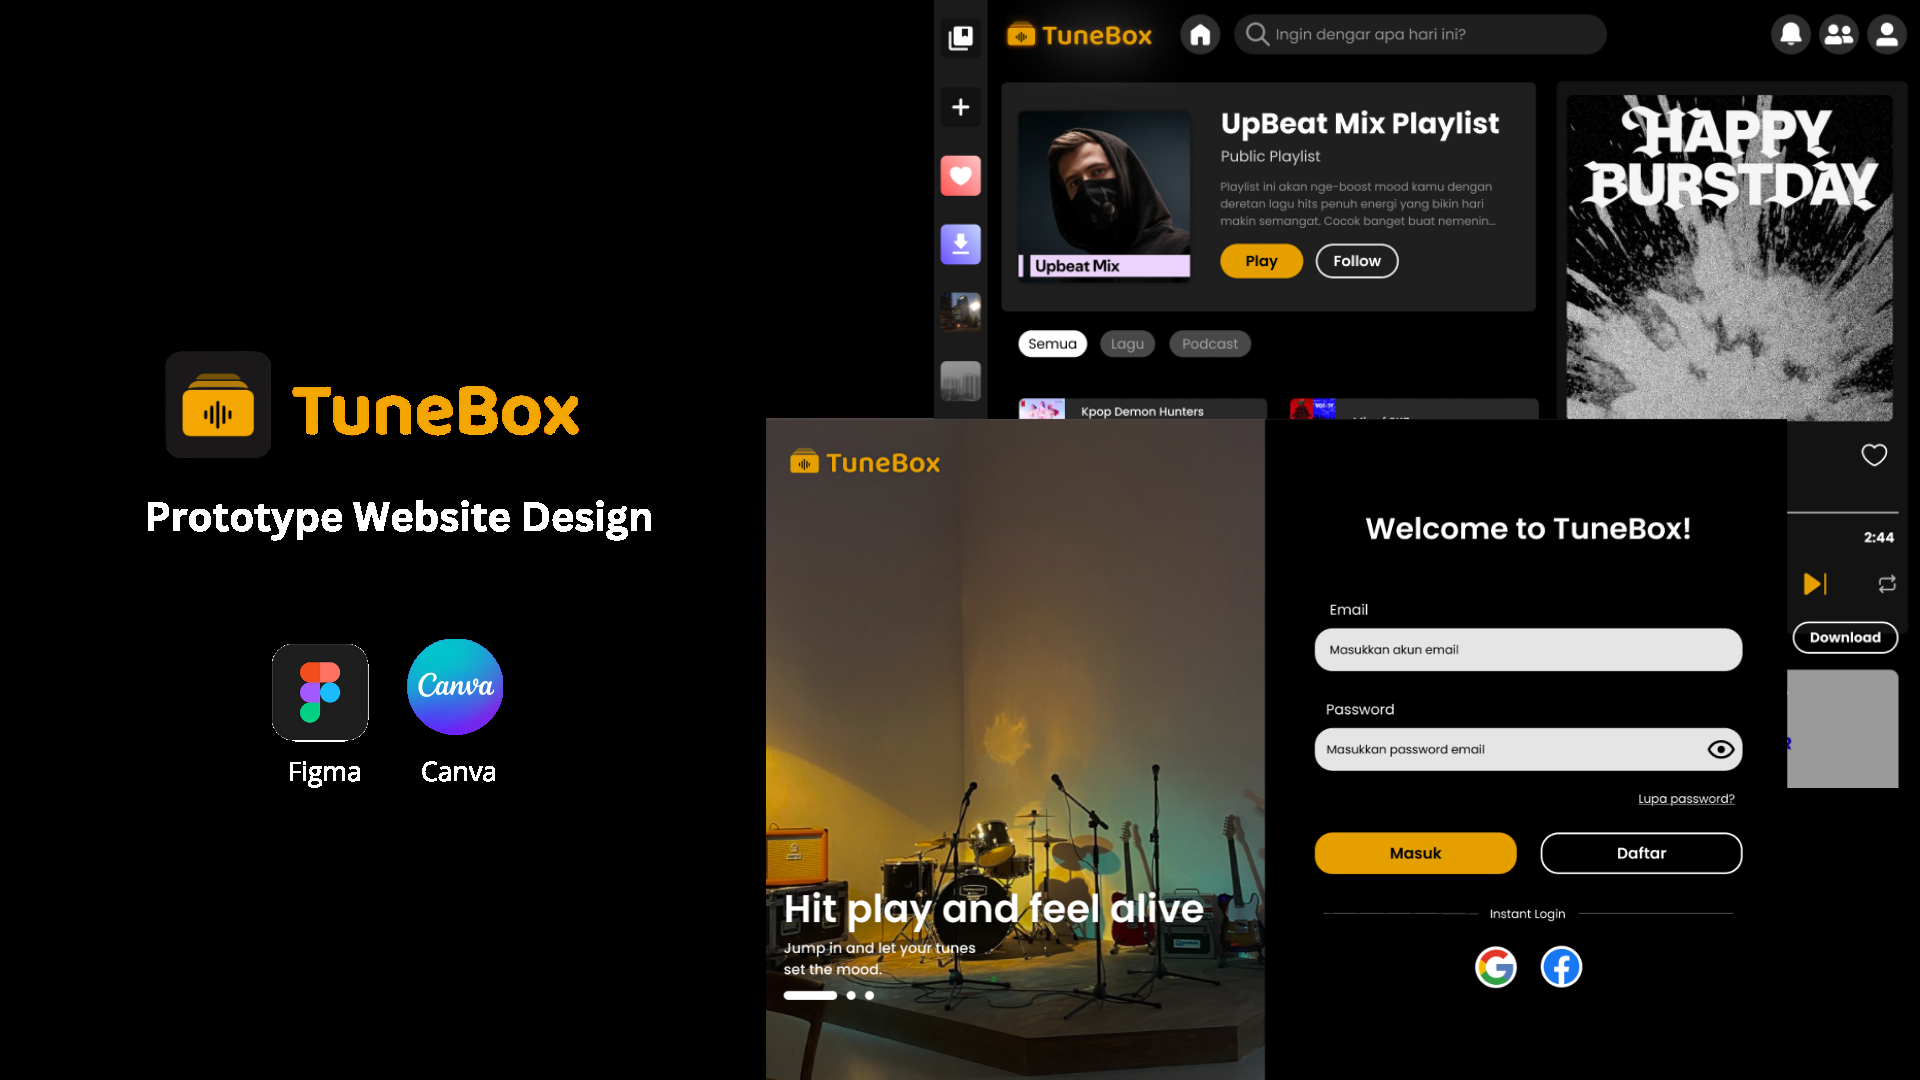 TuneBox
Prototype Website Design
Figma
Canva
Canva
TuneBox
Ingin dengar apa hari ini?
Upbeat Mix
UpBeat Mix Playlist
Public Playlist
Playlist ini akan nge-boost mood kamu dengan
deretan lagu hits penuh energi yang bikin hari
makin semangat. Cocok banget buat nemenin...
Play
Follow
HAPPY
BURSTDAY
Semua
Lagu
Podcast
Kpop Demon Hunters
2:44
Download
TuneBox
Hit play and feel alive
Jump in and let your tunes
set the mood.
Welcome to TuneBox!
Email
Masukkan akun email
Password
Masukkan password email
Lupa password?
Masuk
Daftar
Instant Login